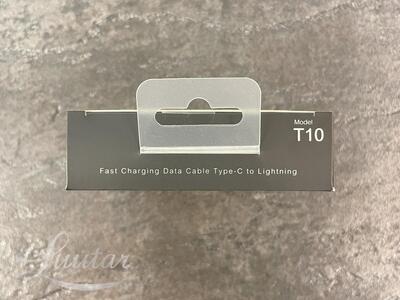 Model
T10
Fast Charging Data Cable Type-C to Lightning